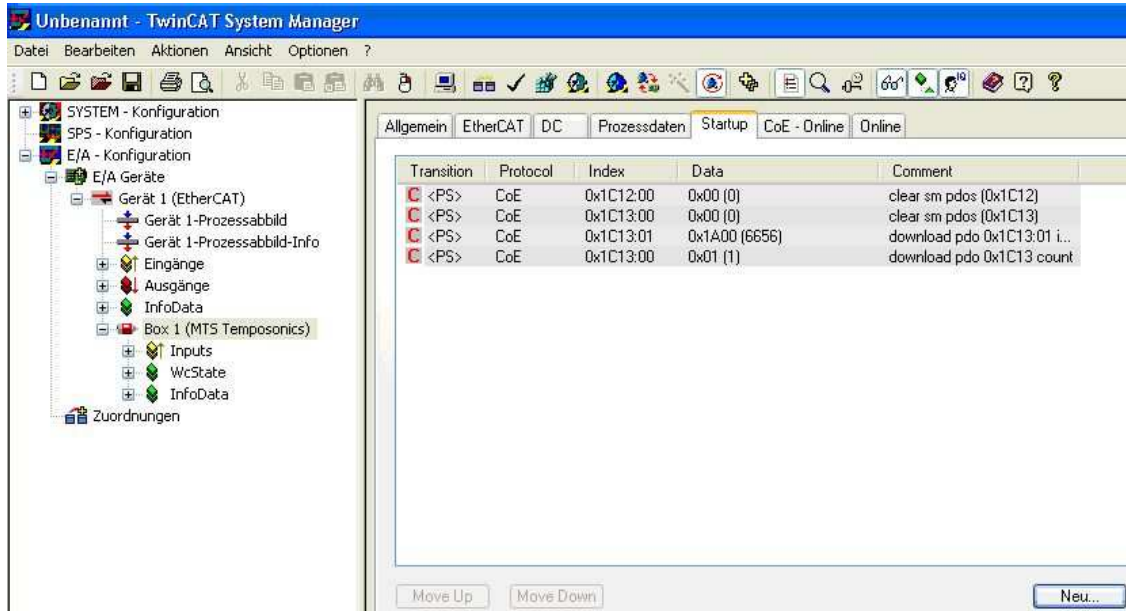 Unbenannt - TwinCAT System Manager
Datei Bearbeiten Aktionen Ansicht Optionen ?
SYSTEM - Konfiguration
SPS - Konfiguration
E/A - Konfiguration
E/A Geräte
Gerät 1 (EtherCAT)
Gerät 1-Prozessabbild
Gerät 1-Prozessabbild-Info
Eingänge
Ausgänge
InfoData
Box 1 (MTS Temposonics)
Inputs
WcState
InfoData
Zuordnungen
Allgemein EtherCAT DC Prozessdaten Startup CoE - Online Online
Transition Protocol Index Data Comment
C <PS> CoE 0x1C12:00 0x00 (0) clear sm pdos (0x1C12)
C <PS> CoE 0x1C13:00 0x00 (0) clear sm pdos (0x1C13)
C <PS> CoE 0x1C13:01 0x1A00 (6656) download pdo 0x1C13:01 i...
C <PS> CoE 0x1C13:00 0x01 (1) download pdo 0x1C13 count
Move Up Move Down Neu...